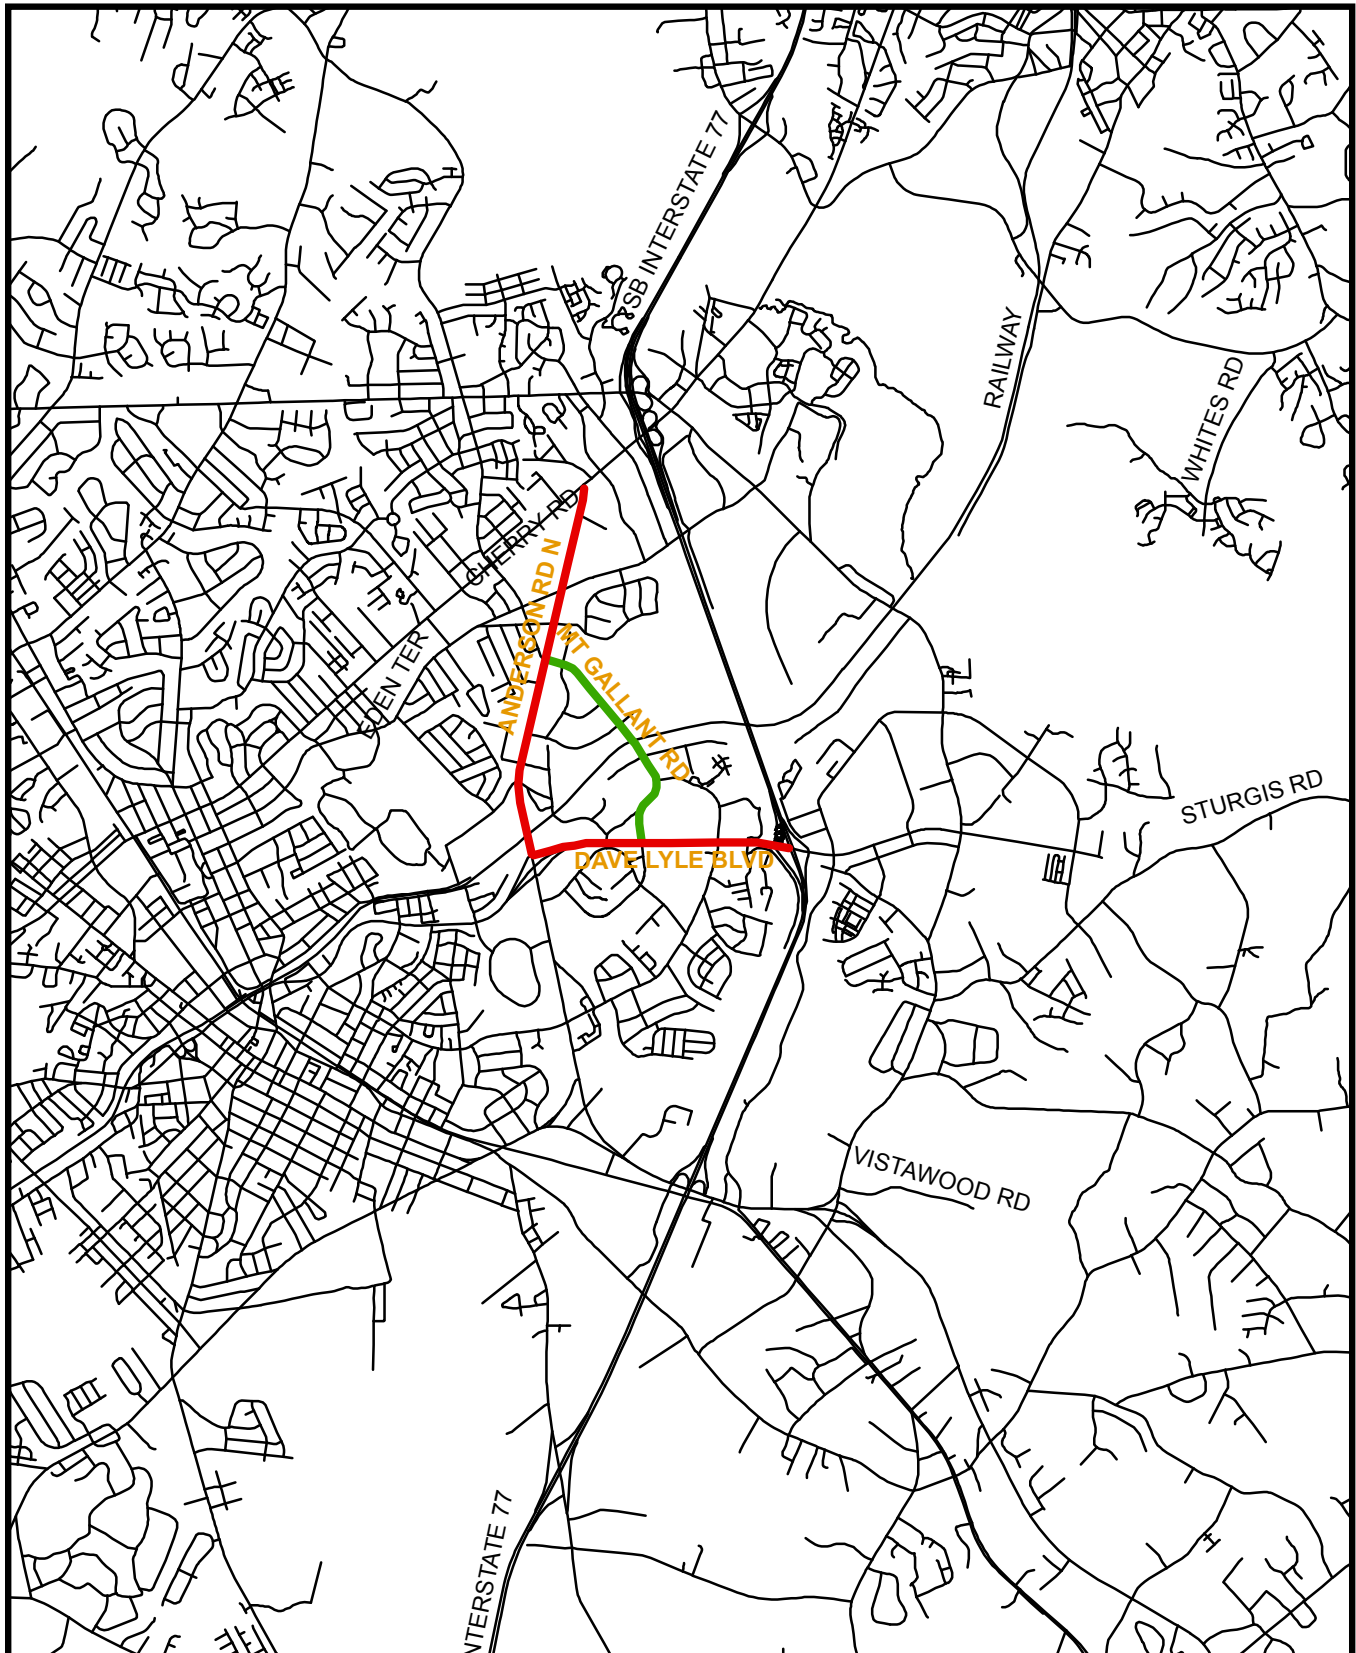 SB INTERSTATE 77
RAILWAY
WHITES RD
CHERRY RD
ANDERSON RD N
MT GALLANT RD
EDEN TER
STURGIS RD
DAVE LYLE BLVD
VISTAWOOD RD
NTERSTATE 77